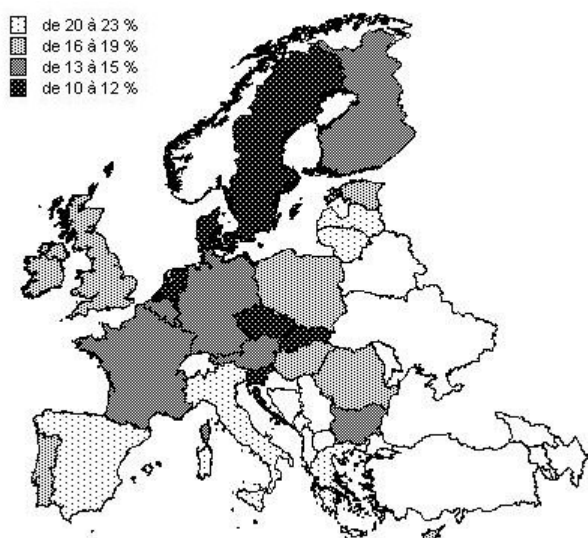 de 20 à 23 %
de 16 à 19 %
de 13 à 15 %
de 10 à 12 %